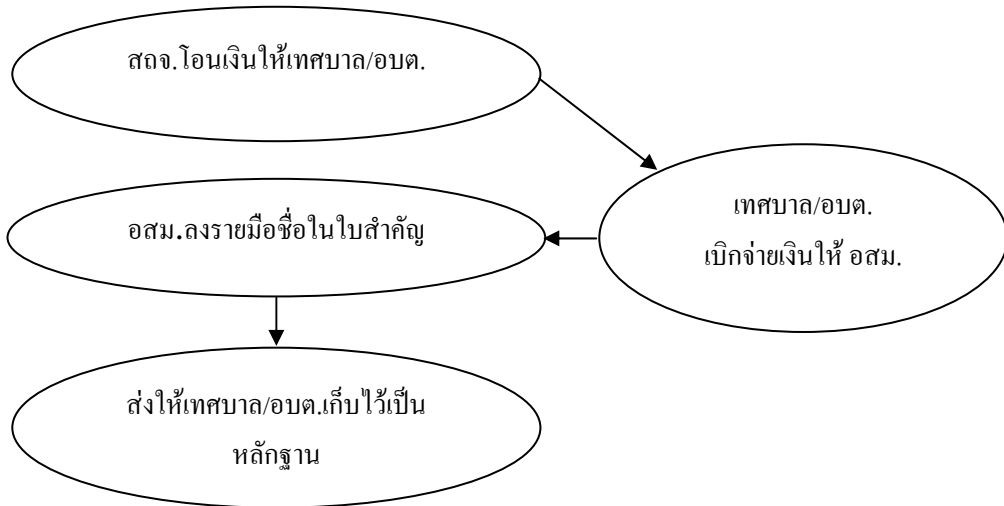 สถจ.โอนเงินให้เทศบาล/อบต.
เทศบาล/อบต.
เบิกจ่ายเงินให้ อสม.
อสม.ลงรายมือชื่อในใบสำคัญ
ส่งให้เทศบาล/อบต.เก็บไว้เป็น
หลักฐาน